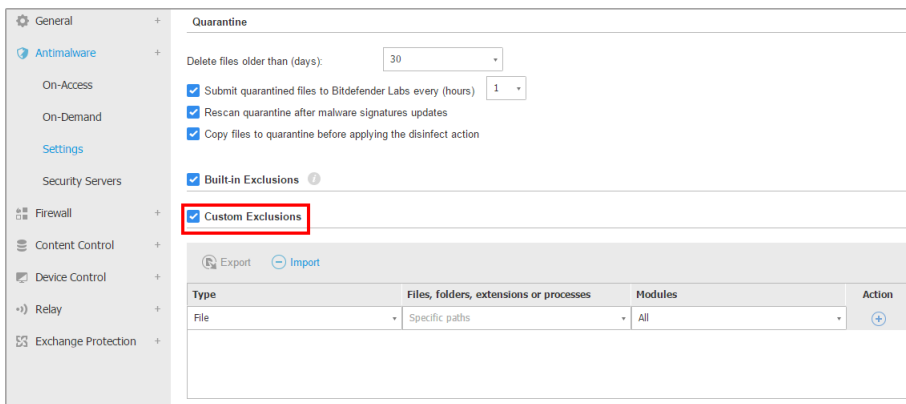 General
Antimalware
On-Access
On-Demand
Settings
Security Servers
Firewall
Content Control
Device Control
Relay
Exchange Protection
Quarantine
Delete files older than (days): 30
Submit quarantined files to Bitdefender Labs every (hours) 1
Rescan quarantine after malware signatures updates
Copy files to quarantine before applying the disinfect action
Built-in Exclusions
Custom Exclusions
Export Import
Type Files, folders, extensions or processes Modules Action
File Specific paths All